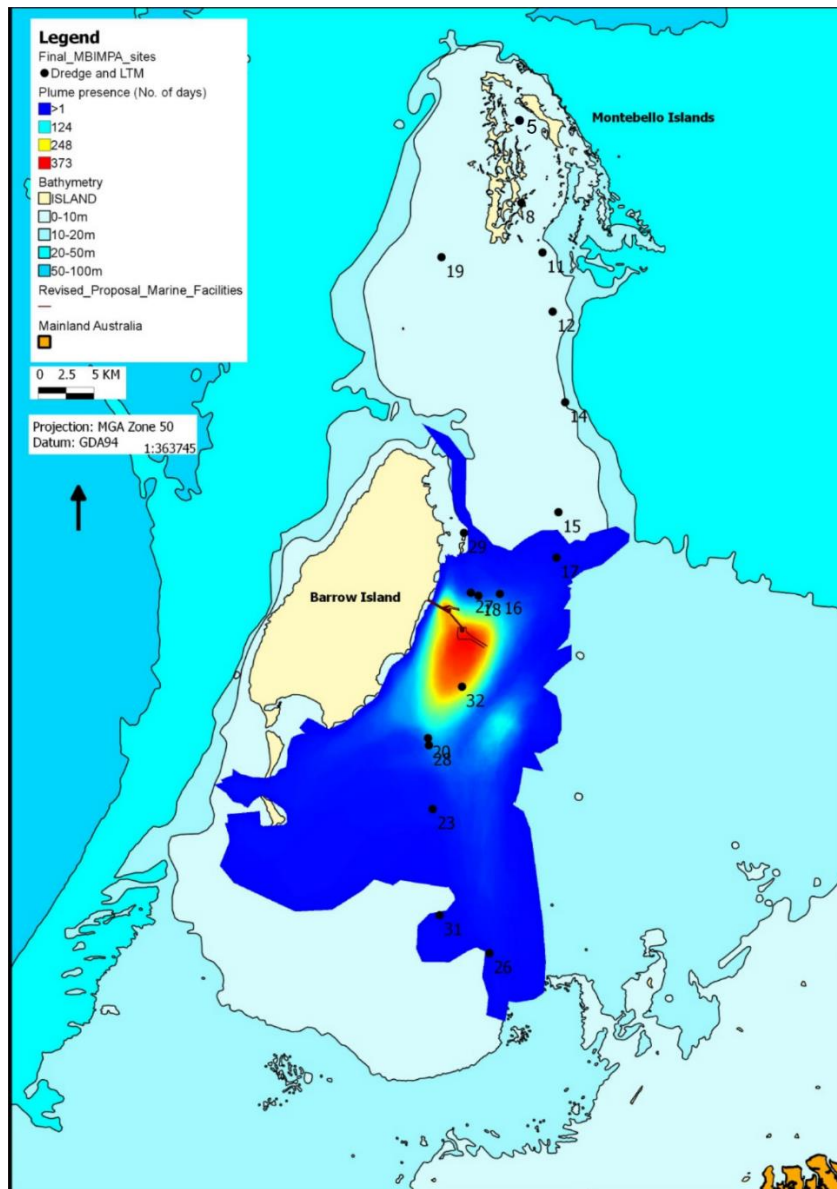 Legend
Final_MBIMPA_sites
Dredge and LTM
Plume presence (No. of days)
>1
124
248
373
Bathymetry
ISLAND
0-10m
10-20m
20-50m
50-100m
Revised_Proposal_Marine_Facilities
Mainland Australia
0 2.5 5 KM
Projection: MGA Zone 50
Datum: GDA94 1:363745
Montebello Islands
5
8
11
19
12
14
15
29
17
Barrow Island
27
18
16
32
20
28
23
31
26